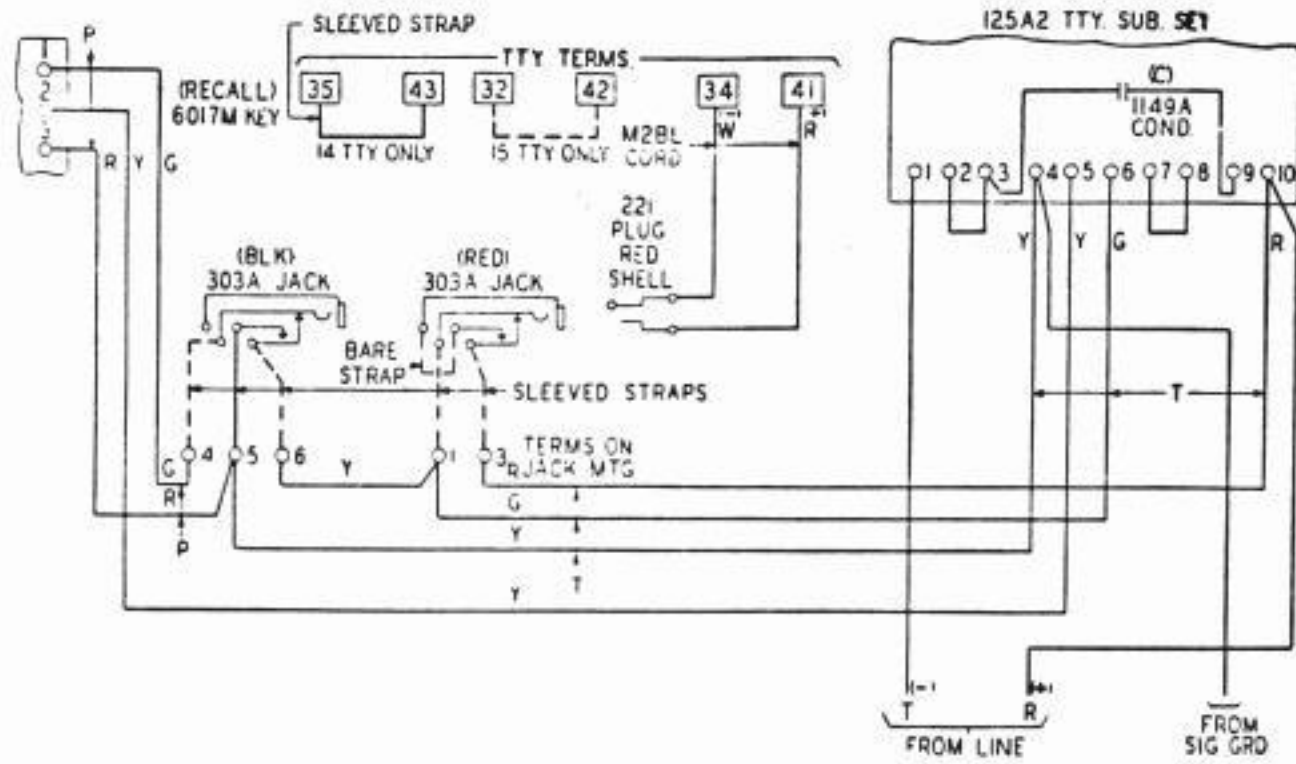 SLEEVED STRAP
125A2 TTY. SUB. SET
P
TTY TERMS.
(C)
2
(RECALL)
6017M KEY
35
43
32
42
34
41
1149A
COND.
14 TTY ONLY
15 TTY ONLY
M2BL
CORD
W
R
R Y G
1 2 3 4 5 6 7 8 9 10
221
PLUG
RED
SHELL
Y Y G R
(BLK)
303A JACK
(RED)
303A JACK
BARE
STRAP
SLEEVED STRAPS
T
4 5 6 1 3
TERMS ON
JACK MTG
G
R
P
Y
R
G
Y
T
Y
(-)
(+)
T R
FROM LINE
FROM
SIG GRD